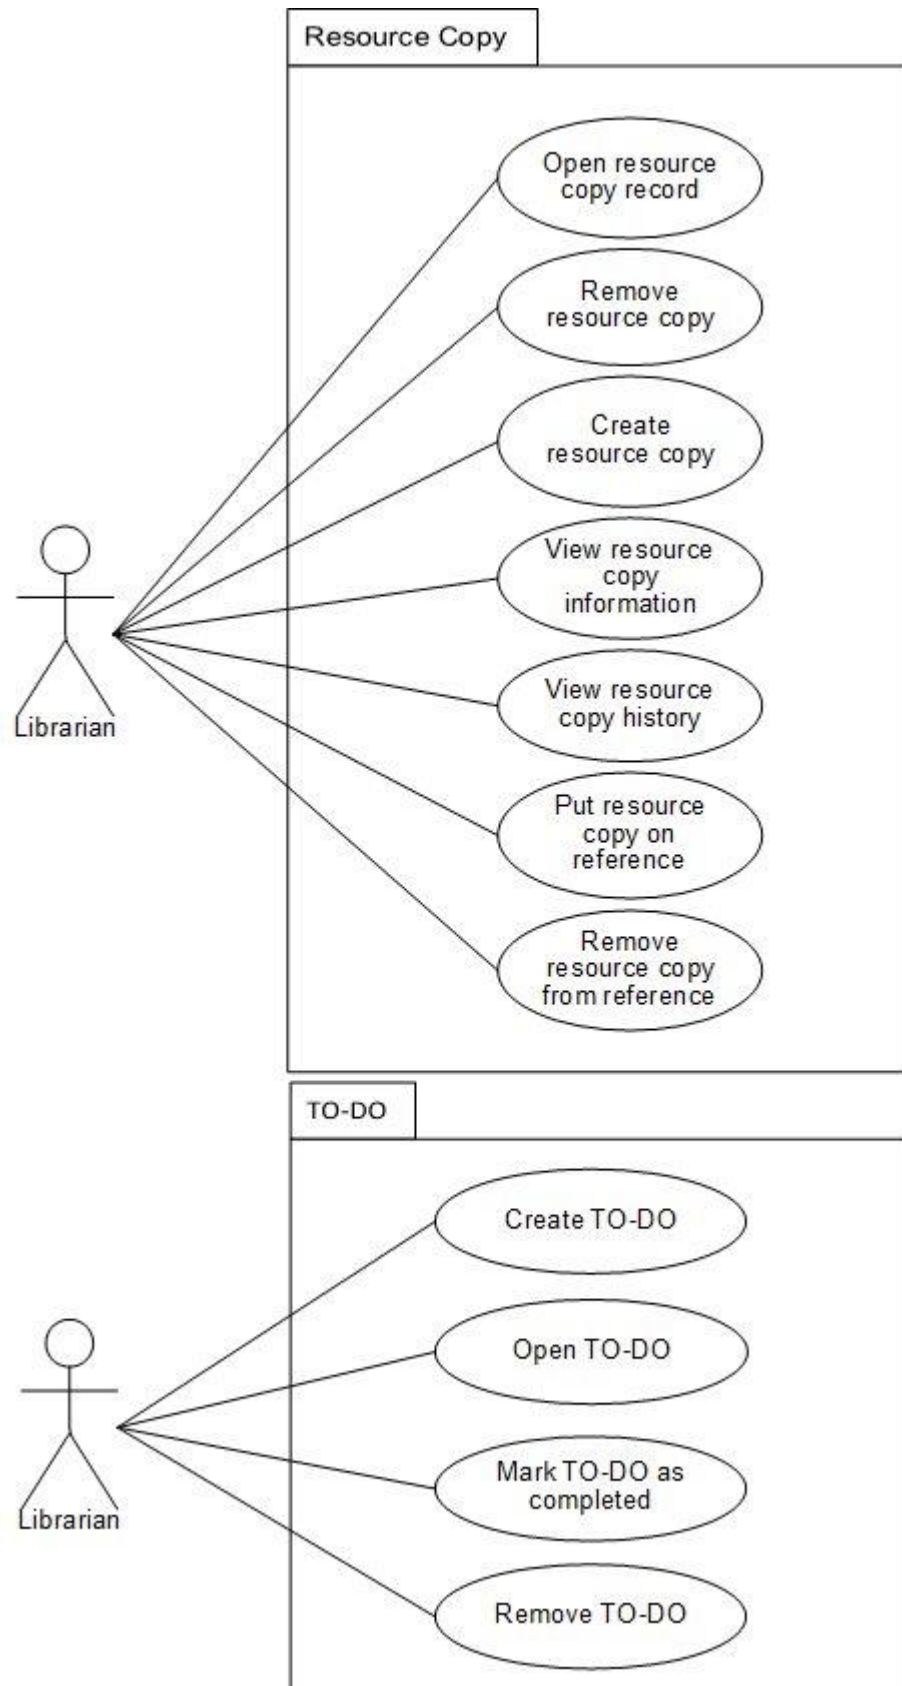 Resource Copy
Open resource
copy record
Remove
resource copy
Create
resource copy
View resource
copy
information
View resource
copy history
Put resource
copy on
reference
Remove
resource copy
from reference
Librarian
TO-DO
Create TO-DO
Open TO-DO
Mark TO-DO as
completed
Remove TO-DO
Librarian